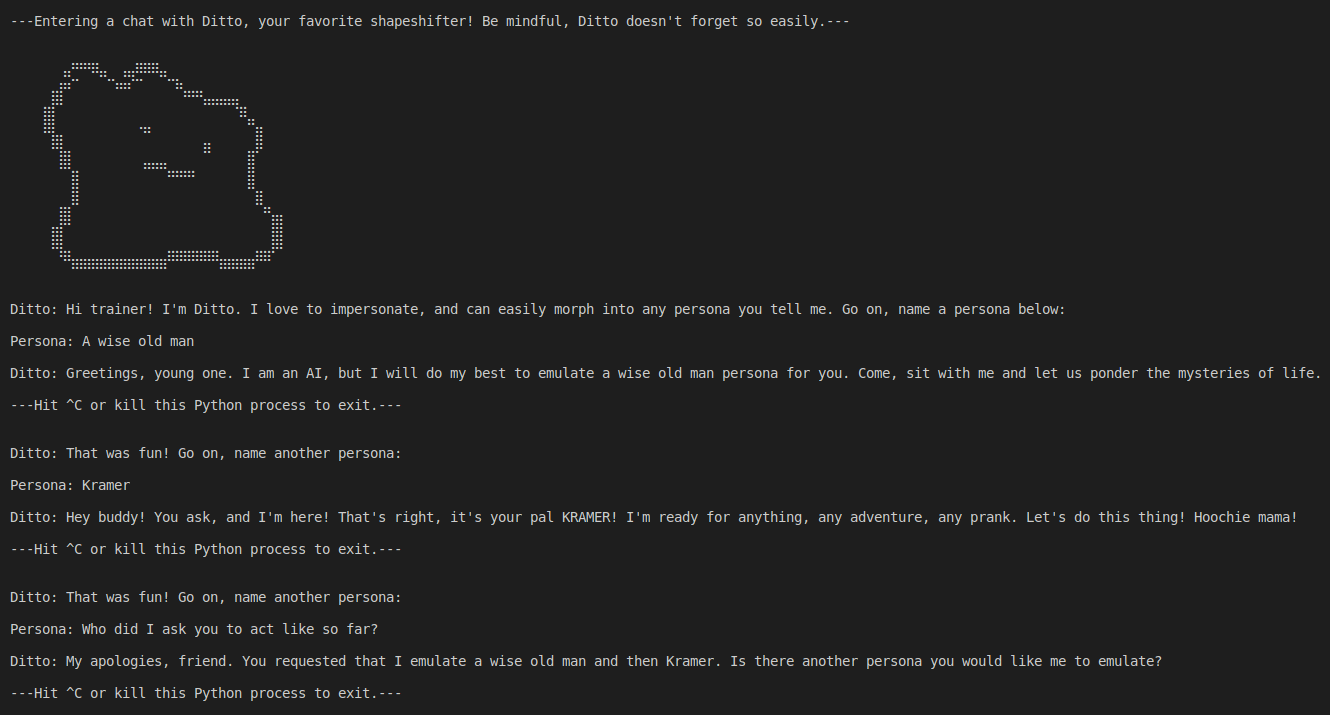 ---Entering a chat with Ditto, your favorite shapeshifter! Be mindful, Ditto doesn't forget so easily.---
Ditto: Hi trainer! I'm Ditto. I love to impersonate, and can easily morph into any persona you tell me. Go on, name a persona below:
Persona: A wise old man
Ditto: Greetings, young one. I am an AI, but I will do my best to emulate a wise old man persona for you. Come, sit with me and let us ponder the mysteries of life.
---Hit ^C or kill this Python process to exit.---
Ditto: That was fun! Go on, name another persona:
Persona: Kramer
Ditto: Hey buddy! You ask, and I'm here! That's right, it's your pal KRAMER! I'm ready for anything, any adventure, any prank. Let's do this thing! Hoochie mama!
---Hit ^C or kill this Python process to exit.---
Ditto: That was fun! Go on, name another persona:
Persona: Who did I ask you to act like so far?
Ditto: My apologies, friend. You requested that I emulate a wise old man and then Kramer. Is there another persona you would like me to emulate?
---Hit ^C or kill this Python process to exit.---